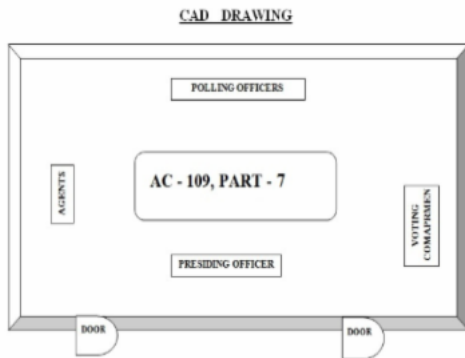 CAD DRAWING
POLLING OFFICERS
AC - 109, PART - 7
AGENTS
VOTING
COMAPRMEN
PRESIDING OFFICER
DOOR
DOOR